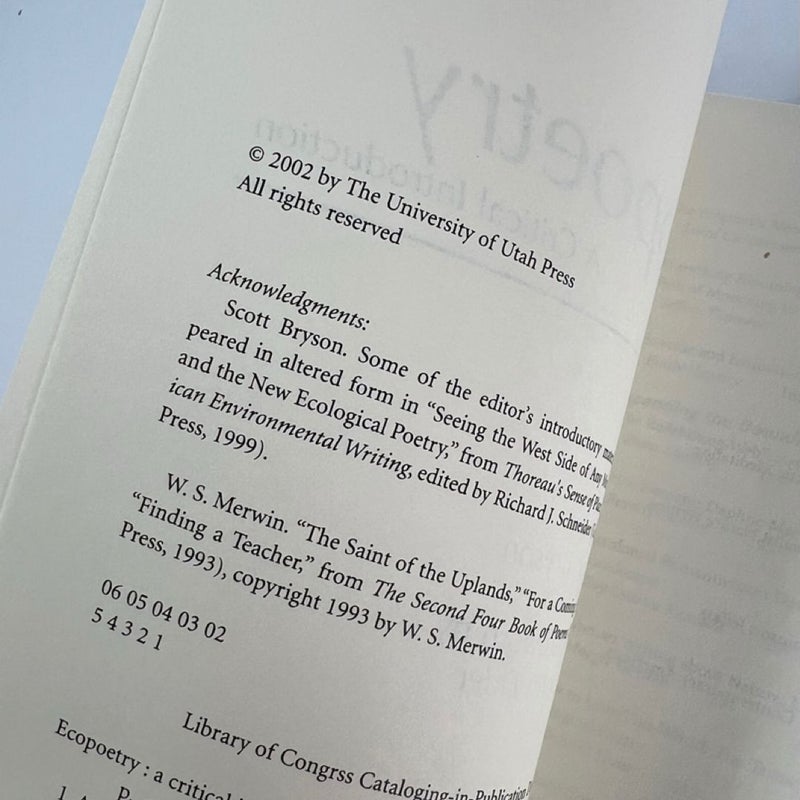 © 2002 by The University of Utah Press
All rights reserved
Acknowledgments:
Scott Bryson. Some of the editor's introductory
peared in altered form in “Seeing the West Side of Any
and the New Ecological Poetry,” from Thoreau's Sense of
ican Environmental Writing, edited by Richard J. Schneider
Press, 1999).
W. S. Merwin. “The Saint of the Uplands,” “For a
“Finding a Teacher,” from The Second Four Book of
Press, 1993), copyright 1993 by W. S. Merwin.
06 05 04 03 02
5 4 3 2 1
Library of Congrss Cataloging-in-Publication
Ecopoetry : a critical